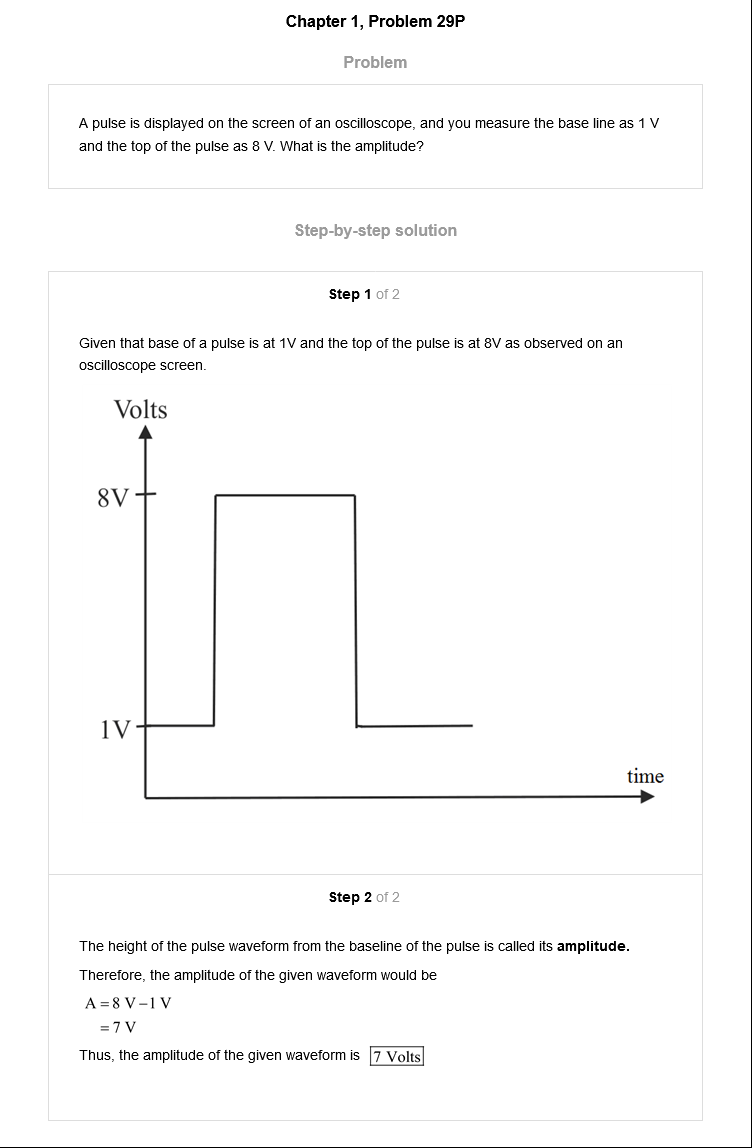 Chapter 1, Problem 29P
Problem
A pulse is displayed on the screen of an oscilloscope, and you measure the base line as 1 V
and the top of the pulse as 8 V. What is the amplitude?
Step-by-step solution
Step 1 of 2
Given that base of a pulse is at 1V and the top of the pulse is at 8V as observed on an
oscilloscope screen.
Volts
8V
1V
time
Step 2 of 2
The height of the pulse waveform from the baseline of the pulse is called its amplitude.
Therefore, the amplitude of the given waveform would be
A = 8 V − 1 V
= 7 V
Thus, the amplitude of the given waveform is 7 Volts